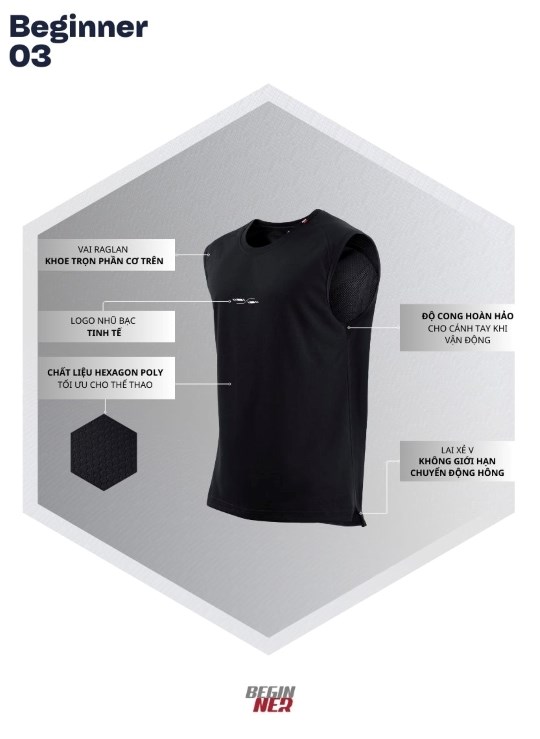 Beginner
03
VAI RAGLAN
KHOE TRỌN PHẦN CƠ TRÊN
LOGO NHŨ BẠC
TINH TẾ
CHẤT LIỆU HEXAGON POLY
TỐI ƯU CHO THỂ THAO
ĐỘ CONG HOÀN HẢO
CHO CÁNH TAY KHI
VẬN ĐỘNG
LAI XẺ V
KHÔNG GIỚI HẠN
CHUYỂN ĐỘNG HÔNG
BEGIN
NER